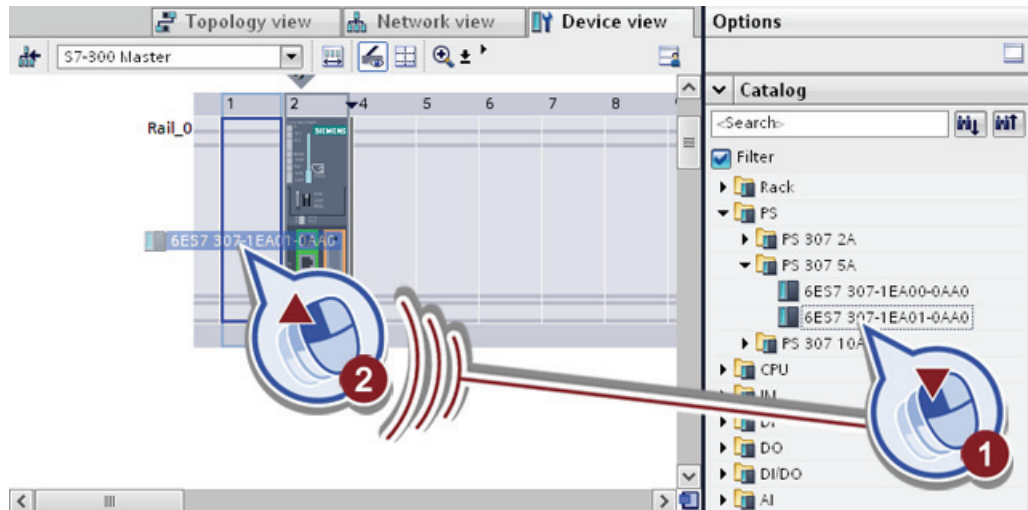 Topology view
Network view
Device view
Options
S7-300 Master
Catalog
1 2 4 5 6 7 8
Rail_0
SIEMENS
<Search>
Filter
Rack
PS
PS 307 2A
6ES7 307-1EA01-0AA0
PS 307 5A
6ES7 307-1EA00-0AA0
6ES7 307-1EA01-0AA0
PS 307 10A
2
CPU
1
DO
DI/DO
AI